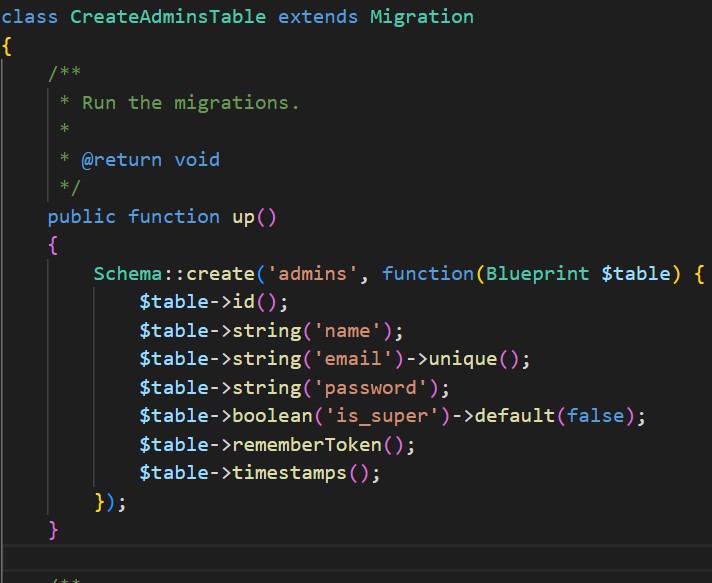 class CreateAdminsTable extends Migration
{
    /**
     * Run the migrations.
     *
     * @return void
     */
    public function up()
    {
        Schema::create('admins', function(Blueprint $table) {
            $table->id();
            $table->string('name');
            $table->string('email')->unique();
            $table->string('password');
            $table->boolean('is_super')->default(false);
            $table->rememberToken();
            $table->timestamps();
        });
    }
    /**